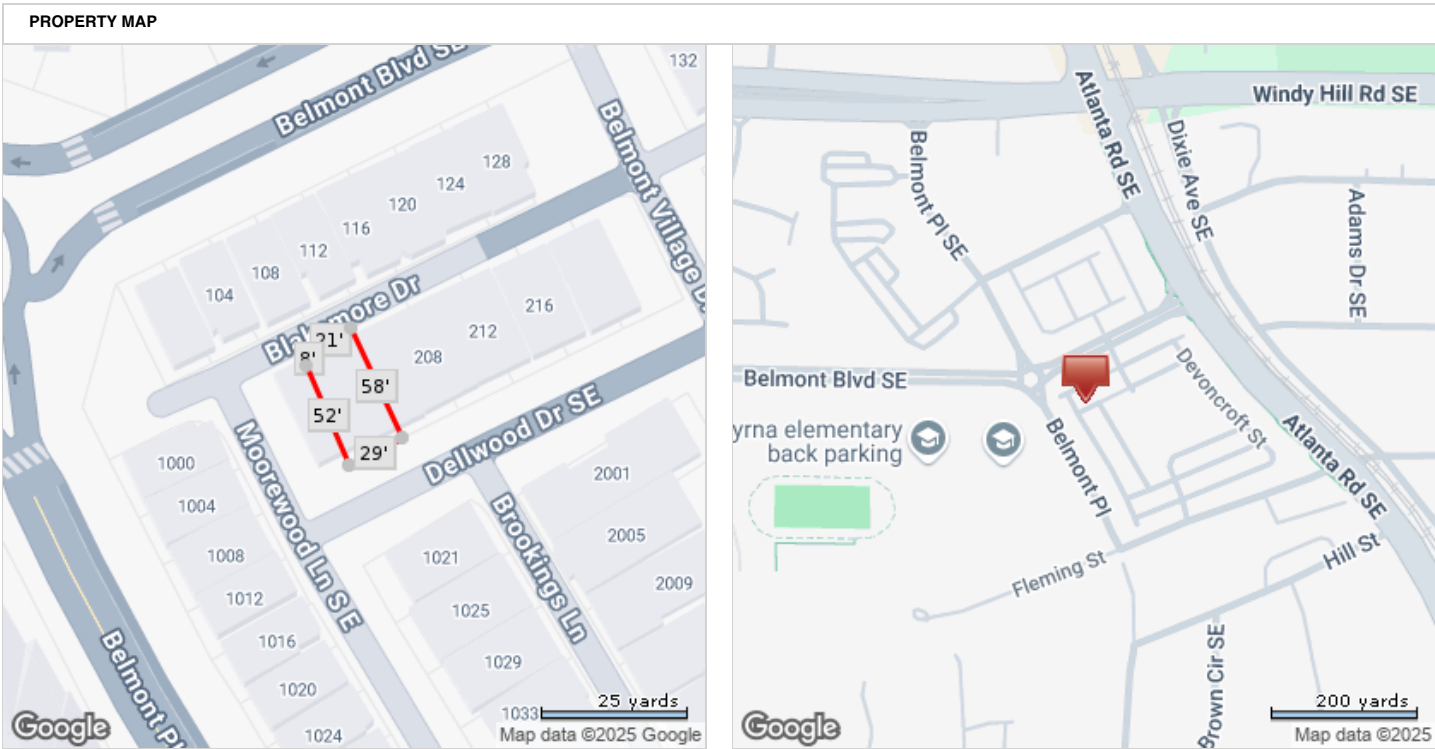 PROPERTY MAP
Belmont Blvd SE
132
Belmont Village D
128
124
120
116
112
108
104
Blakemore Dr
216
212
208
21'
8'
58'
52'
29'
Dellwood Dr SE
Moorewood Ln SE
Brookings Ln
1000
1004
1008
1012
1016
1020
1024
1021
1025
1029
1033
2001
2005
2009
Belmont Pl
25 yards
Google
Map data ©2025 Google
Windy Hill Rd SE
Atlanta Rd SE
Dixie Ave SE
Belmont Pl SE
Adams Dr SE
Belmont Blvd SE
Devoncroft St
yrna elementary
back parking
Belmont Pl
Atlanta Rd SE
Fleming St
Hill St
Brown Cir SE
200 yards
Google
Map data ©2025